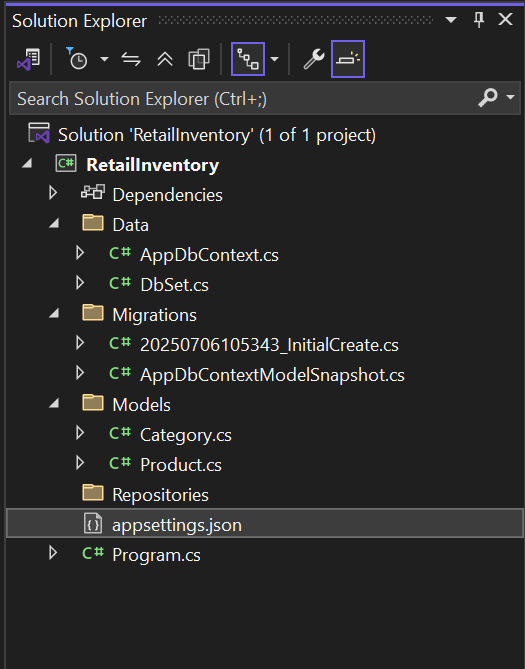 Solution Explorer
Search Solution Explorer (Ctrl+;)
Solution 'RetailInventory' (1 of 1 project)
C# RetailInventory
Dependencies
Data
C# AppDbContext.cs
C# DbSet.cs
Migrations
C# 20250706105343_InitialCreate.cs
C# AppDbContextModelSnapshot.cs
Models
C# Category.cs
C# Product.cs
Repositories
appsettings.json
C# Program.cs